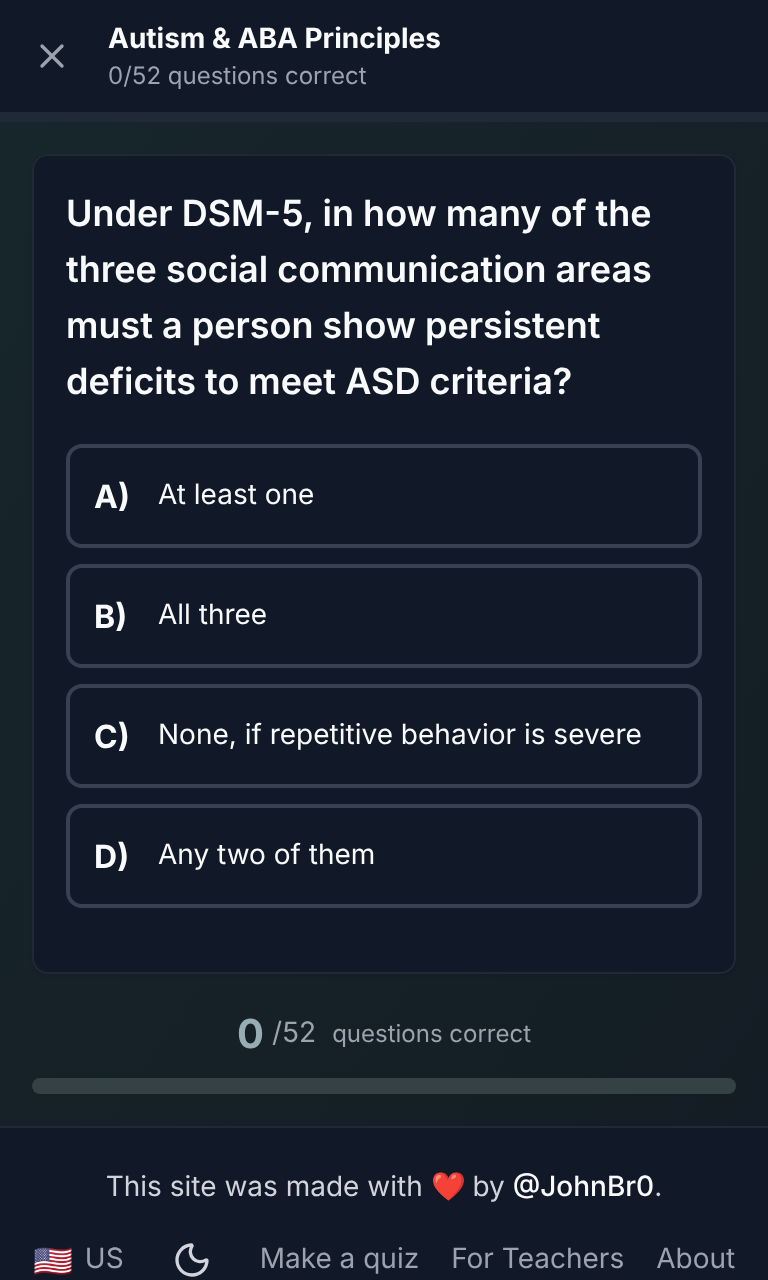 Autism & ABA Principles
0/52 questions correct
Under DSM-5, in how many of the
three social communication areas
must a person show persistent
deficits to meet ASD criteria?
A) At least one
B) All three
C) None, if repetitive behavior is severe
D) Any two of them
0 /52 questions correct
This site was made with ❤️ by @JohnBr0.
🇺🇸 US Make a quiz For Teachers About